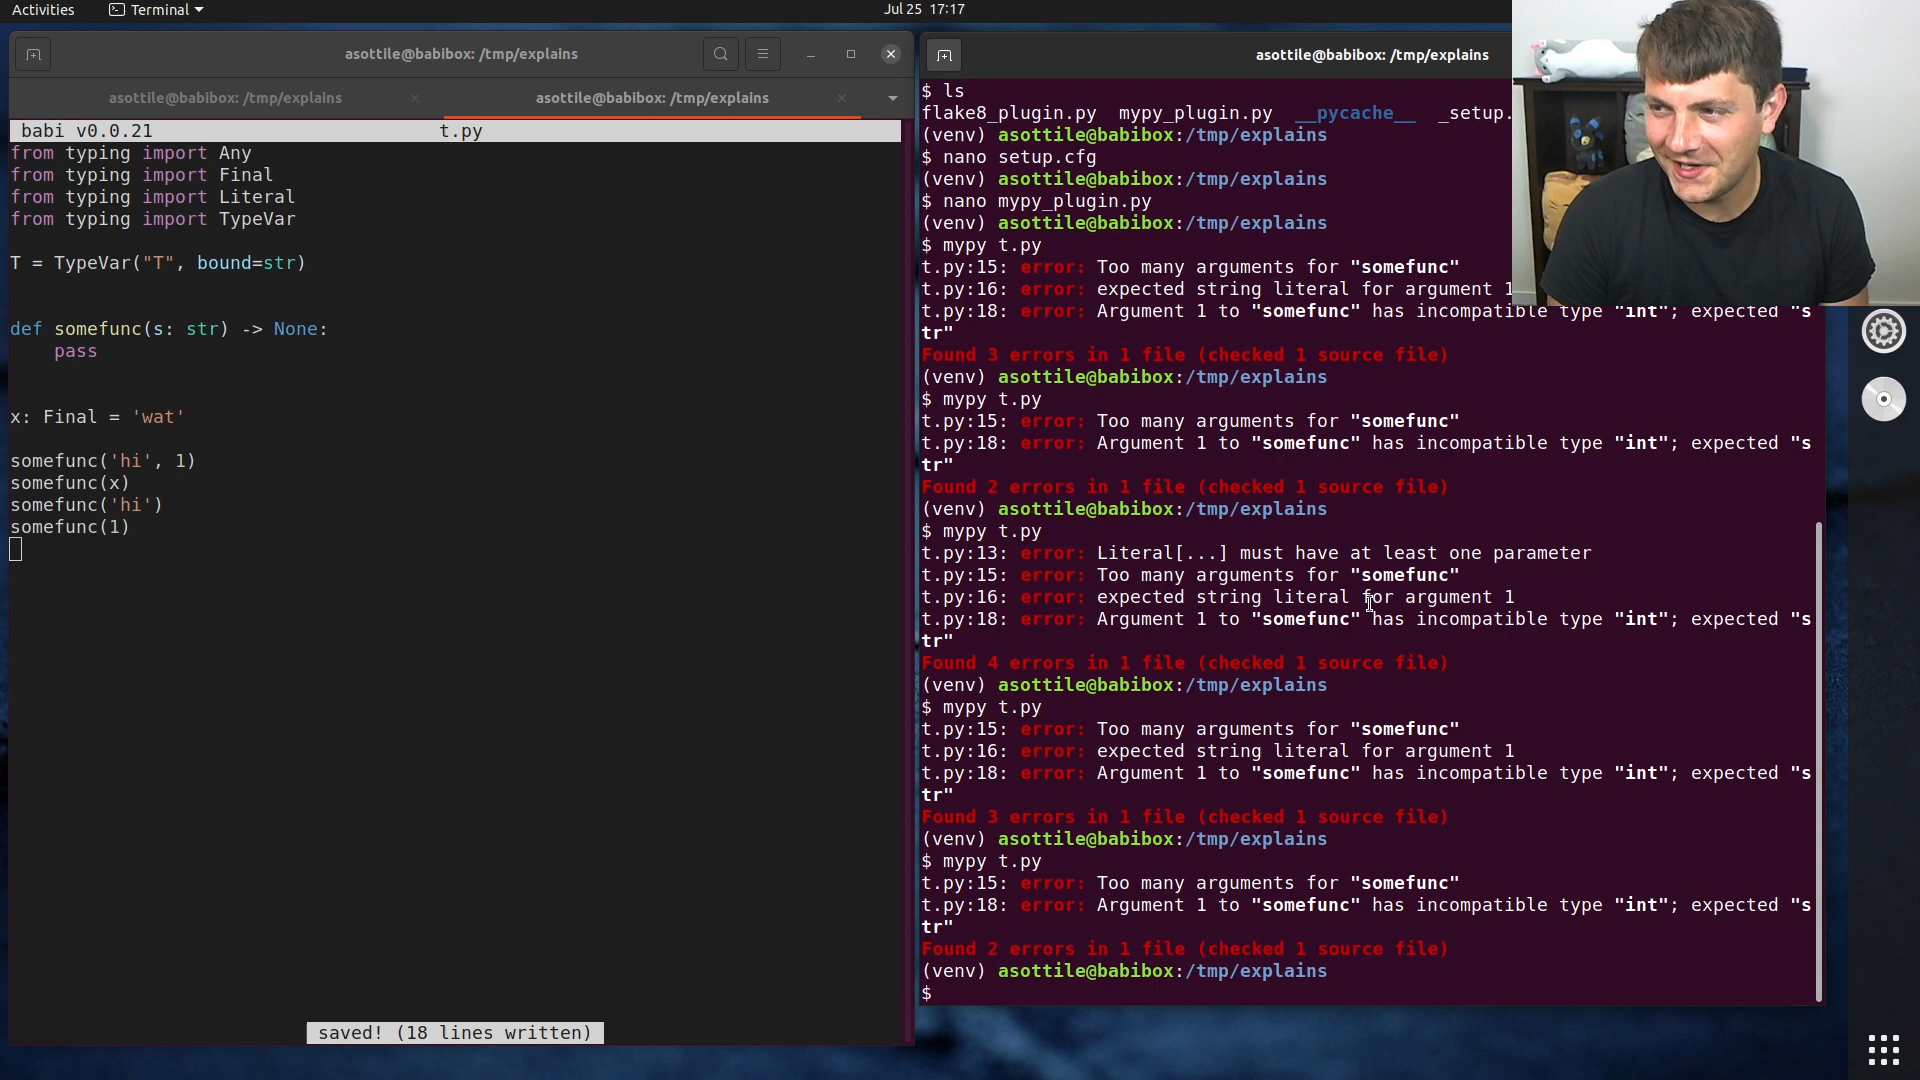 Activities
Terminal
Jul 25 17:17
asottile@babibox: /tmp/explains
asottile@babibox: /tmp/explains
asottile@babibox: /tmp/explains
babi v0.0.21 t.py
from typing import Any
from typing import Final
from typing import Literal
from typing import TypeVar
T = TypeVar("T", bound=str)
def somefunc(s: str) -> None:
pass
x: Final = 'wat'
somefunc('hi', 1)
somefunc(x)
somefunc('hi')
somefunc(1)
saved! (18 lines written)
asottile@babibox: /tmp/explains
$ ls
flake8_plugin.py mypy_plugin.py __pycache__ _setup.
(venv) asottile@babibox:/tmp/explains
$ nano setup.cfg
(venv) asottile@babibox:/tmp/explains
$ nano mypy_plugin.py
(venv) asottile@babibox:/tmp/explains
$ mypy t.py
t.py:15: error: Too many arguments for "somefunc"
t.py:16: error: expected string literal for argument 1
t.py:18: error: Argument 1 to "somefunc" has incompatible type "int"; expected "s
tr"
Found 3 errors in 1 file (checked 1 source file)
(venv) asottile@babibox:/tmp/explains
$ mypy t.py
t.py:15: error: Too many arguments for "somefunc"
t.py:18: error: Argument 1 to "somefunc" has incompatible type "int"; expected "s
tr"
Found 2 errors in 1 file (checked 1 source file)
(venv) asottile@babibox:/tmp/explains
$ mypy t.py
t.py:13: error: Literal[...] must have at least one parameter
t.py:15: error: Too many arguments for "somefunc"
t.py:16: error: expected string literal for argument 1
t.py:18: error: Argument 1 to "somefunc" has incompatible type "int"; expected "s
tr"
Found 4 errors in 1 file (checked 1 source file)
(venv) asottile@babibox:/tmp/explains
$ mypy t.py
t.py:15: error: Too many arguments for "somefunc"
t.py:16: error: expected string literal for argument 1
t.py:18: error: Argument 1 to "somefunc" has incompatible type "int"; expected "s
tr"
Found 3 errors in 1 file (checked 1 source file)
(venv) asottile@babibox:/tmp/explains
$ mypy t.py
t.py:15: error: Too many arguments for "somefunc"
t.py:18: error: Argument 1 to "somefunc" has incompatible type "int"; expected "s
tr"
Found 2 errors in 1 file (checked 1 source file)
(venv) asottile@babibox:/tmp/explains
$